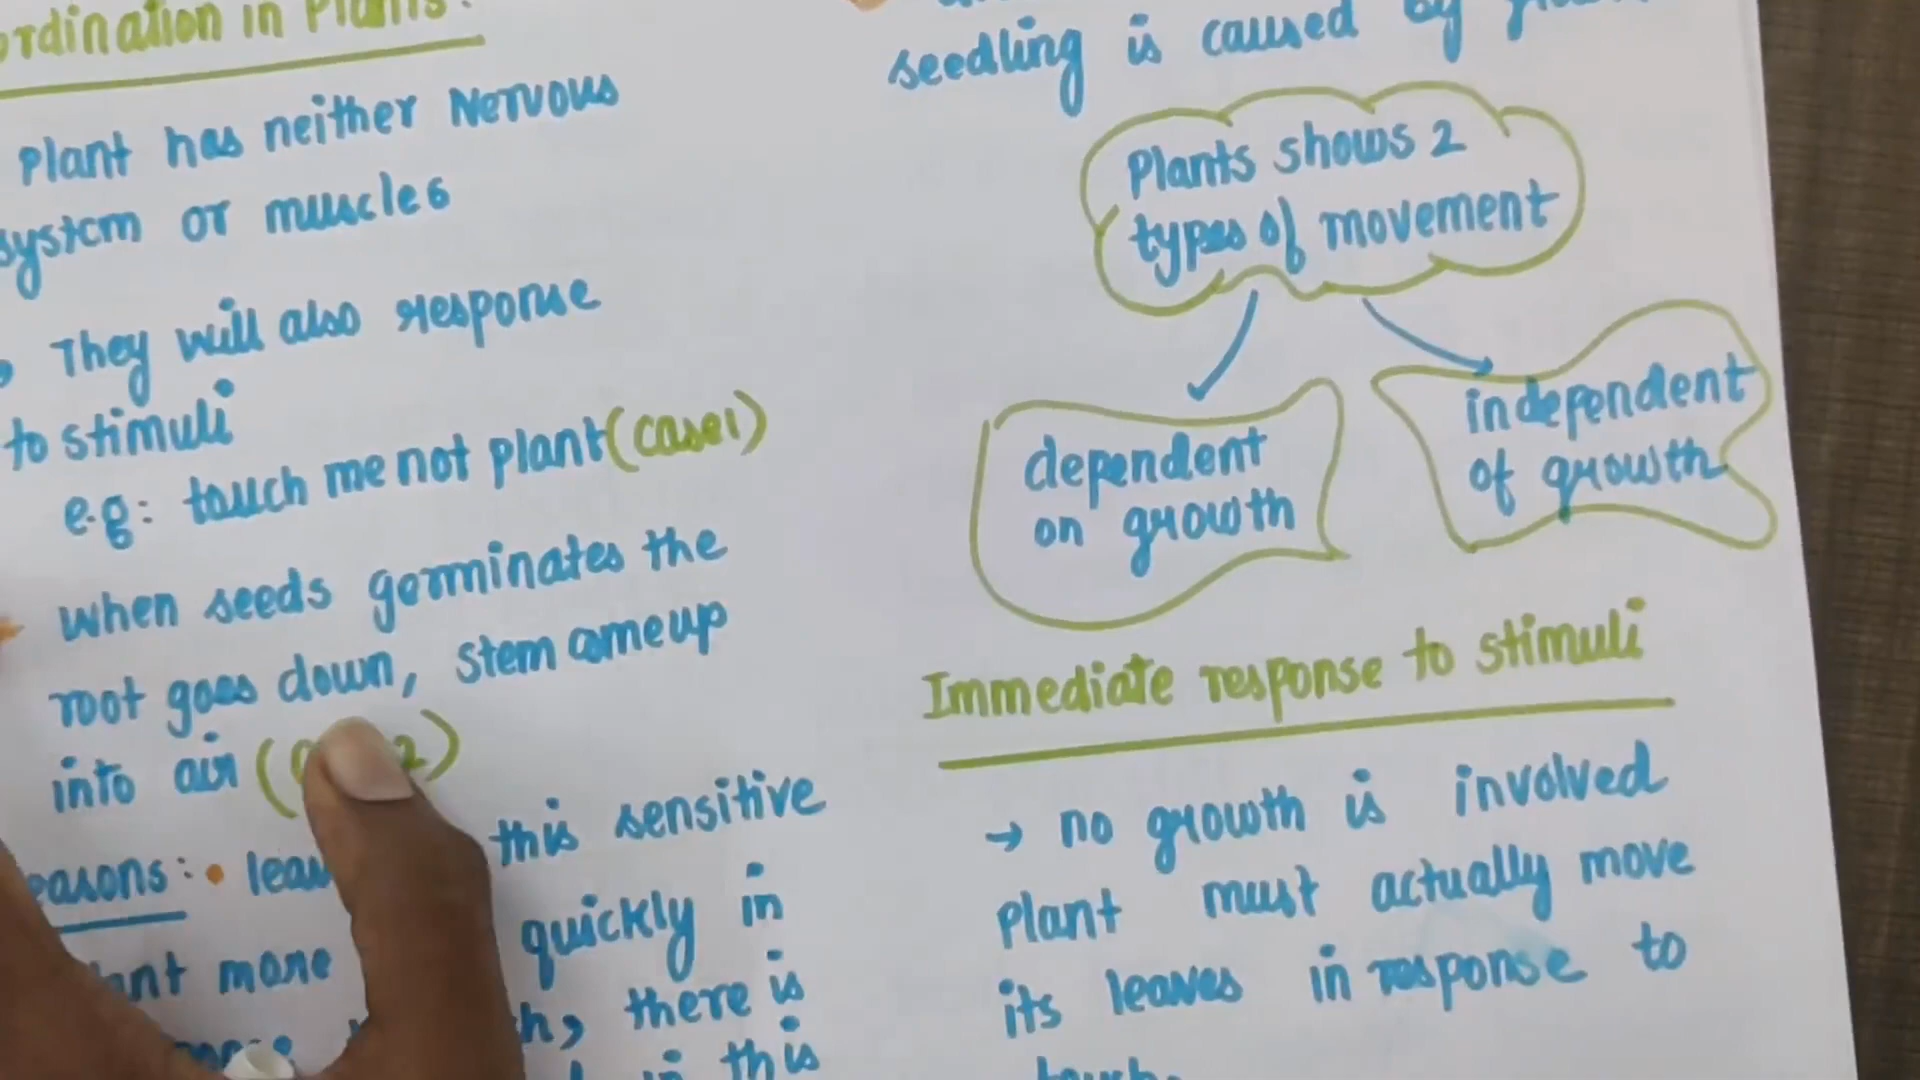 ordination in Plants:
Plant has neither Nervous
system or muscles
They will also response
to stimuli
e.g: touch me not plant (case1)
When seeds germinates the
root goes down, stem comeup
into air
easons: • this sensitive
move quickly in
there is
in this
seedling is caused by
Plants shows 2
types of movement
dependent
on growth
independent
of growth
Immediate response to stimuli
→ no growth is involved
plant must actually move
its leaves in response to
touch.